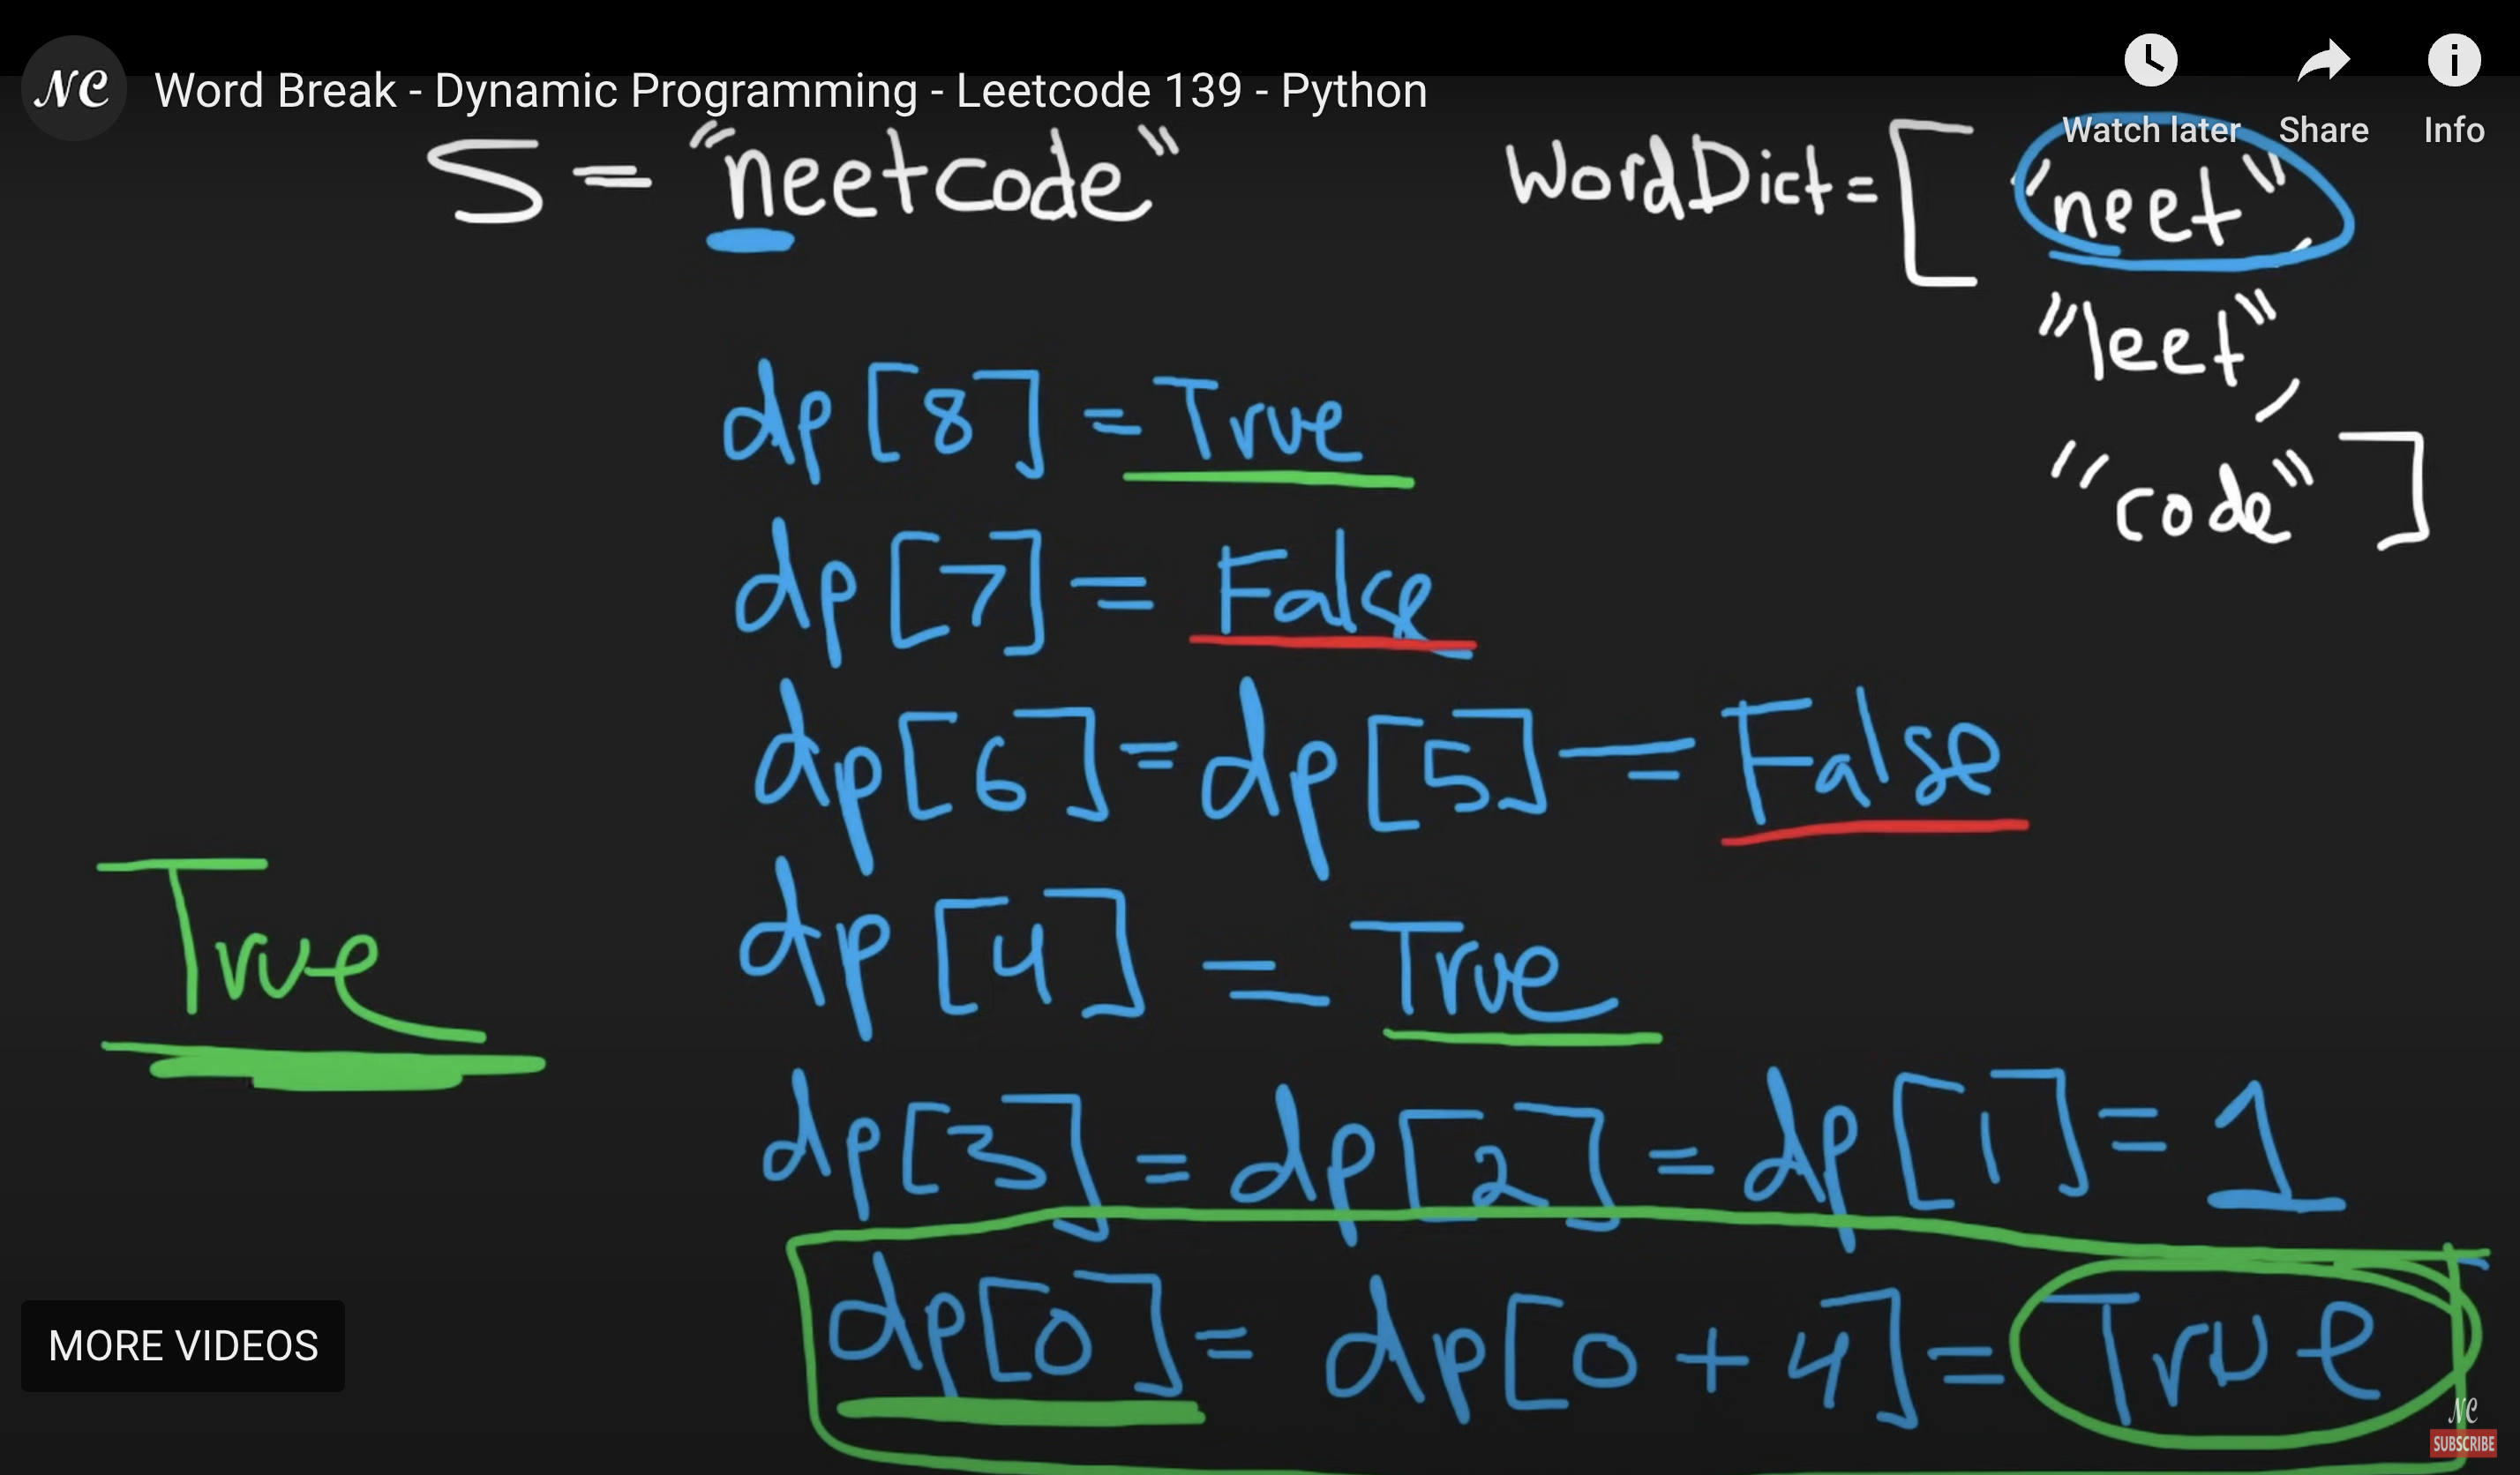 NC Word Break - Dynamic Programming - Leetcode 139 - Python
Watch later Share Info
S = "neetcode"
WordDict = [ "neet",
"leet",
"code" ]
dp[8] = True
dp[7] = False
dp[6] = dp[5] = False
dp[4] = True
True
dp[3] = dp[2] = dp[1] = 1
dp[0] = dp[0+4] = True
MORE VIDEOS
NC
SUBSCRIBE